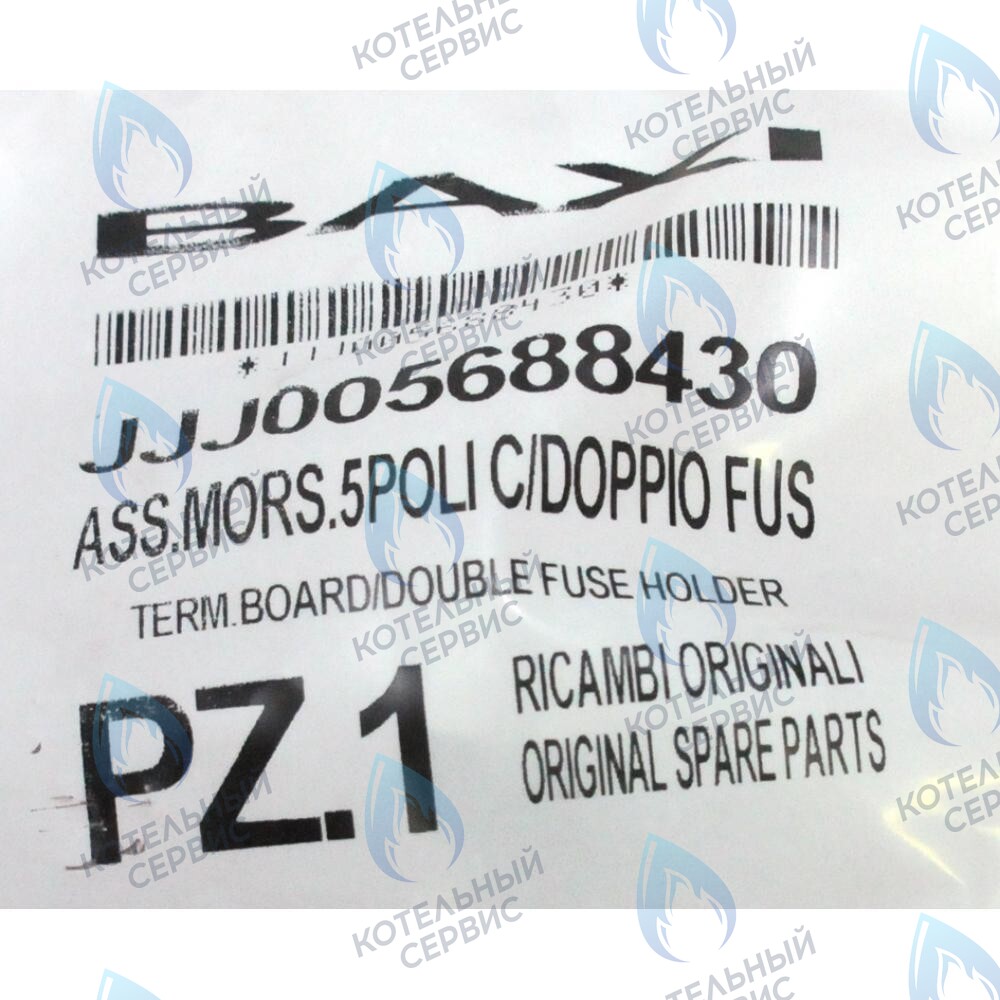 BAXI
*JJJ005688430*
JJJ005688430
ASS.MORS.5POLI C/DOPPIO FUS
TERM.BOARD/DOUBLE FUSE HOLDER
PZ.1
RICAMBI ORIGINALI
ORIGINAL SPARE PARTS
КОТЕЛЬНЫЙ
СЕРВИС